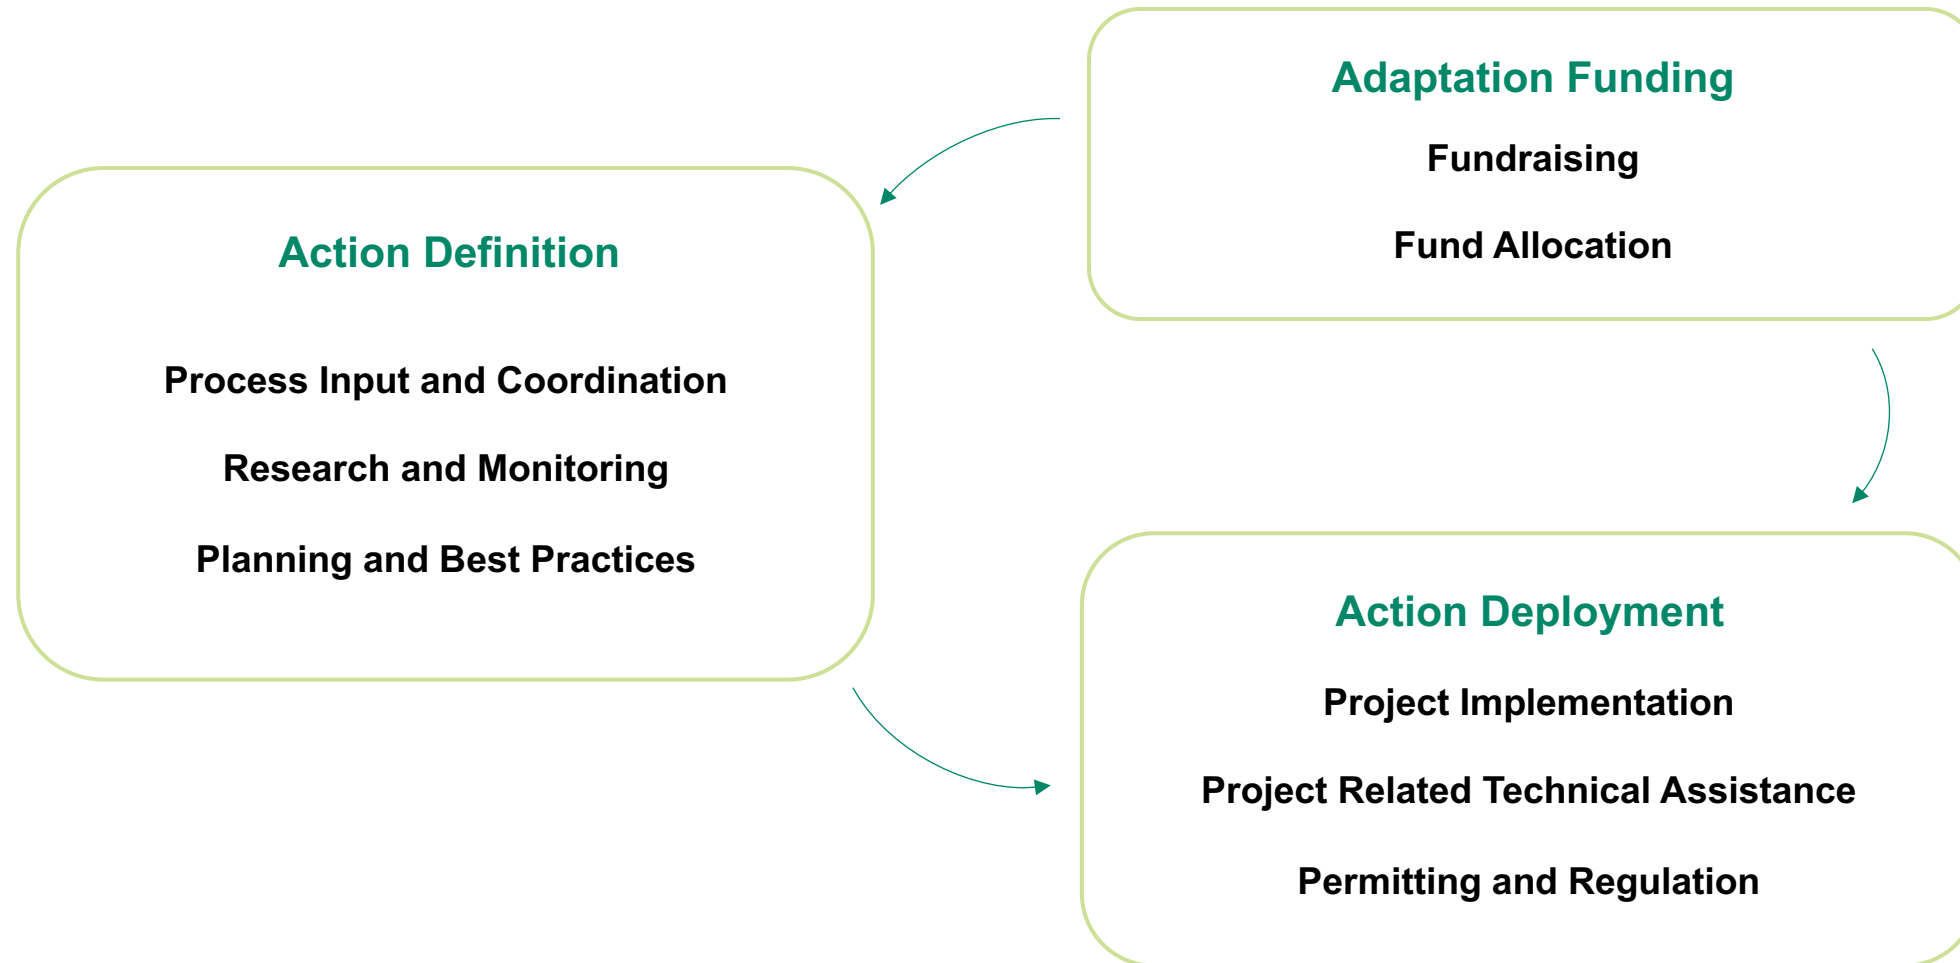 Adaptation Funding
Fundraising
Fund Allocation
Action Definition
Process Input and Coordination
Research and Monitoring
Planning and Best Practices
Action Deployment
Project Implementation
Project Related Technical Assistance
Permitting and Regulation